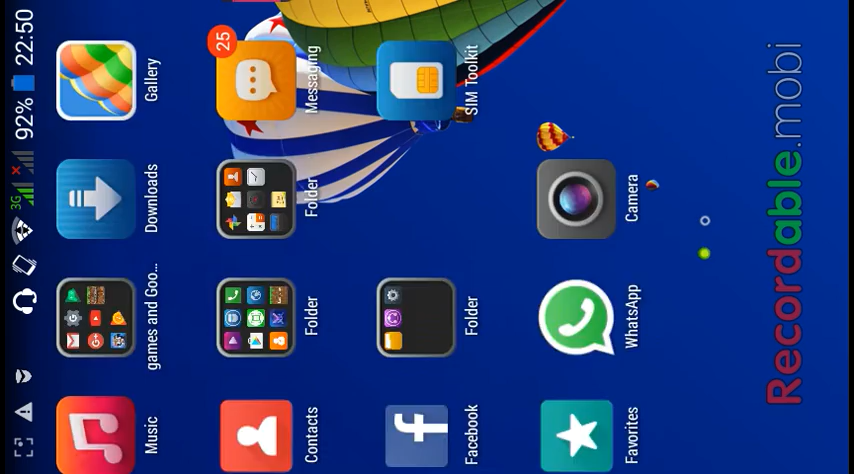 3G 92% 22:50
Music
games and Goo...
Downloads
Gallery
Contacts
Folder
Folder
25
Messaging
Facebook
Folder
SIM Toolkit
Favorites
WhatsApp
Camera
Recordable.mobi